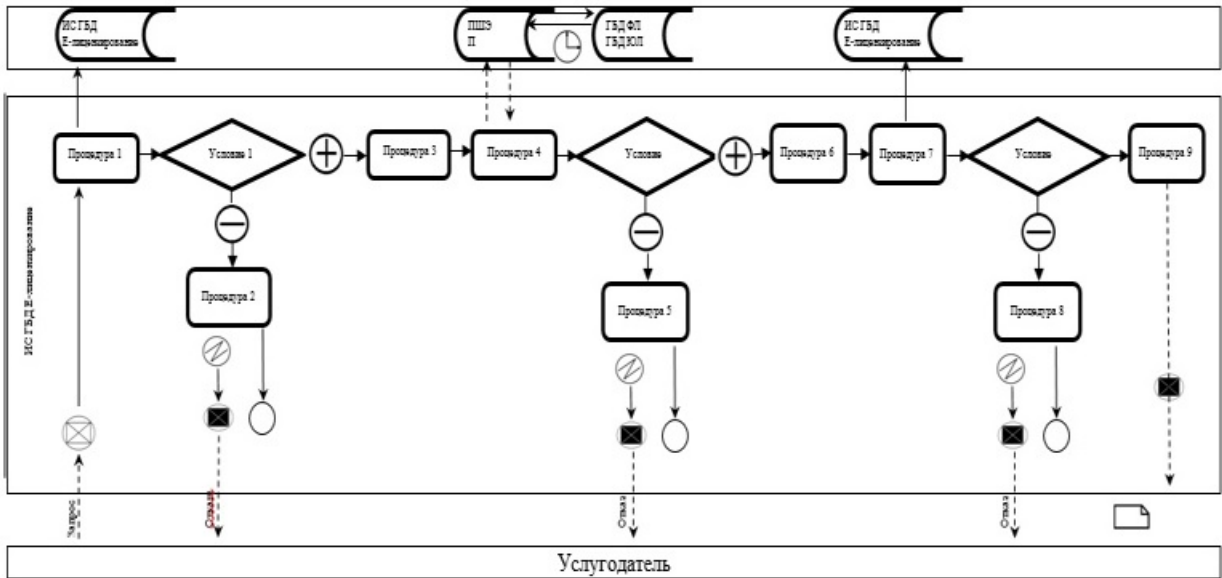 ИС ГБД
Е-лицензирование
ПШЭ
П
ГБД ФЛ
ГБД ЮЛ
ИС ГБД
Е-лицензирование
Процедура 1
Условие 1
Процедура 3
Процедура 4
Условие
Процедура 6
Процедура 7
Условие
Процедура 9
Процедура 2
Процедура 5
Процедура 8
ИС ГБД Е-лицензирование
Запрос
Отказ
Отказ
Услугодатель